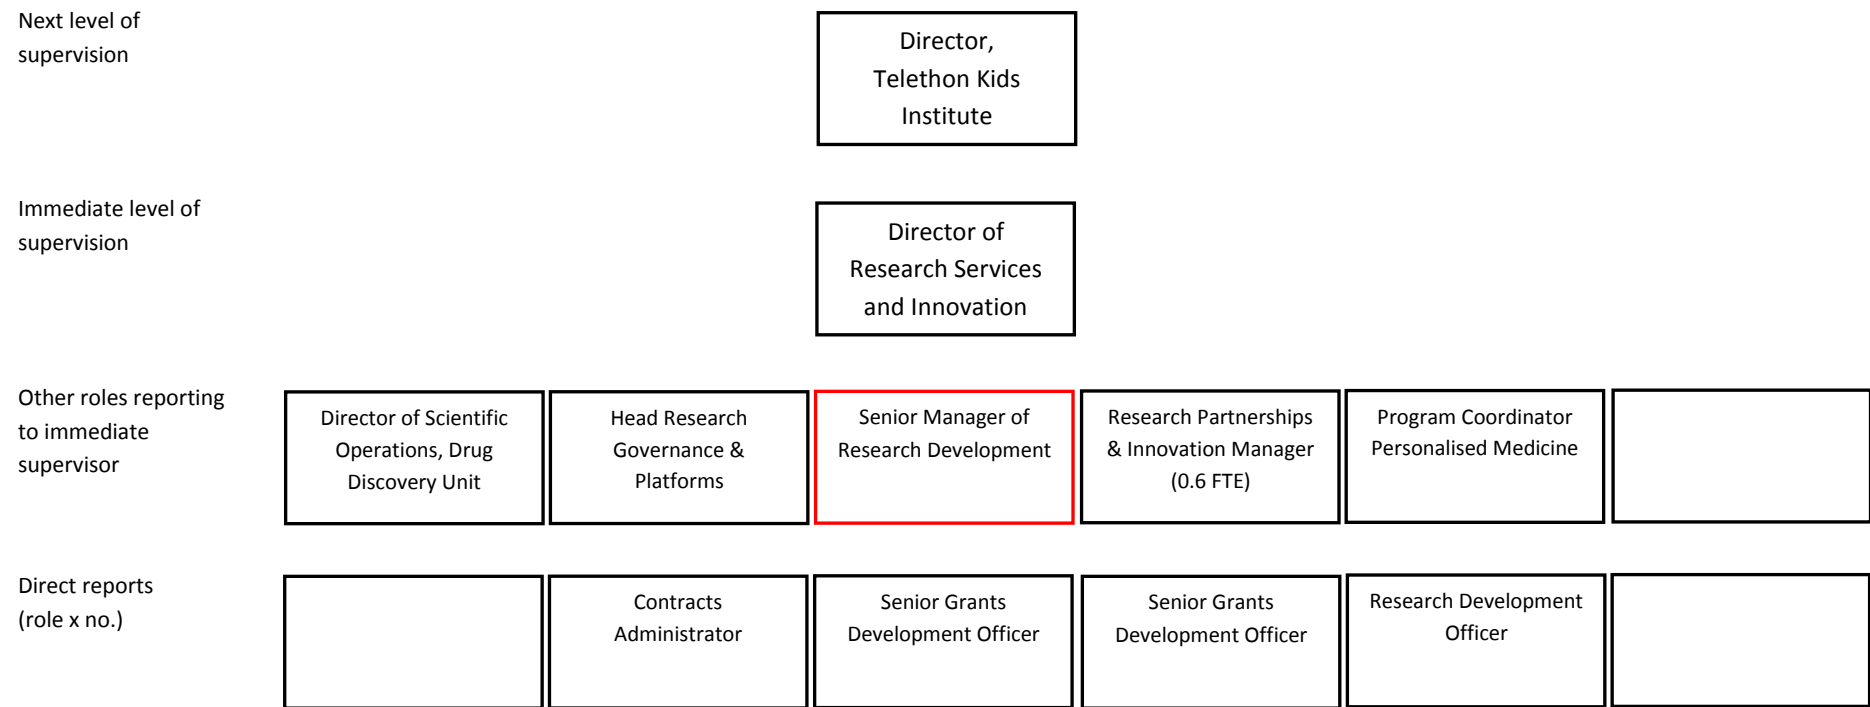 Next level of
supervision
Director,
Telethon Kids
Institute
Immediate level of
supervision
Director of
Research Services
and Innovation
Other roles reporting
to immediate
supervisor
Director of Scientific
Operations, Drug
Discovery Unit
Head Research
Governance &
Platforms
Senior Manager of
Research Development
Research Partnerships
& Innovation Manager
(0.6 FTE)
Program Coordinator
Personalised Medicine
Direct reports
(role x no.)
Contracts
Administrator
Senior Grants
Development Officer
Senior Grants
Development Officer
Research Development
Officer